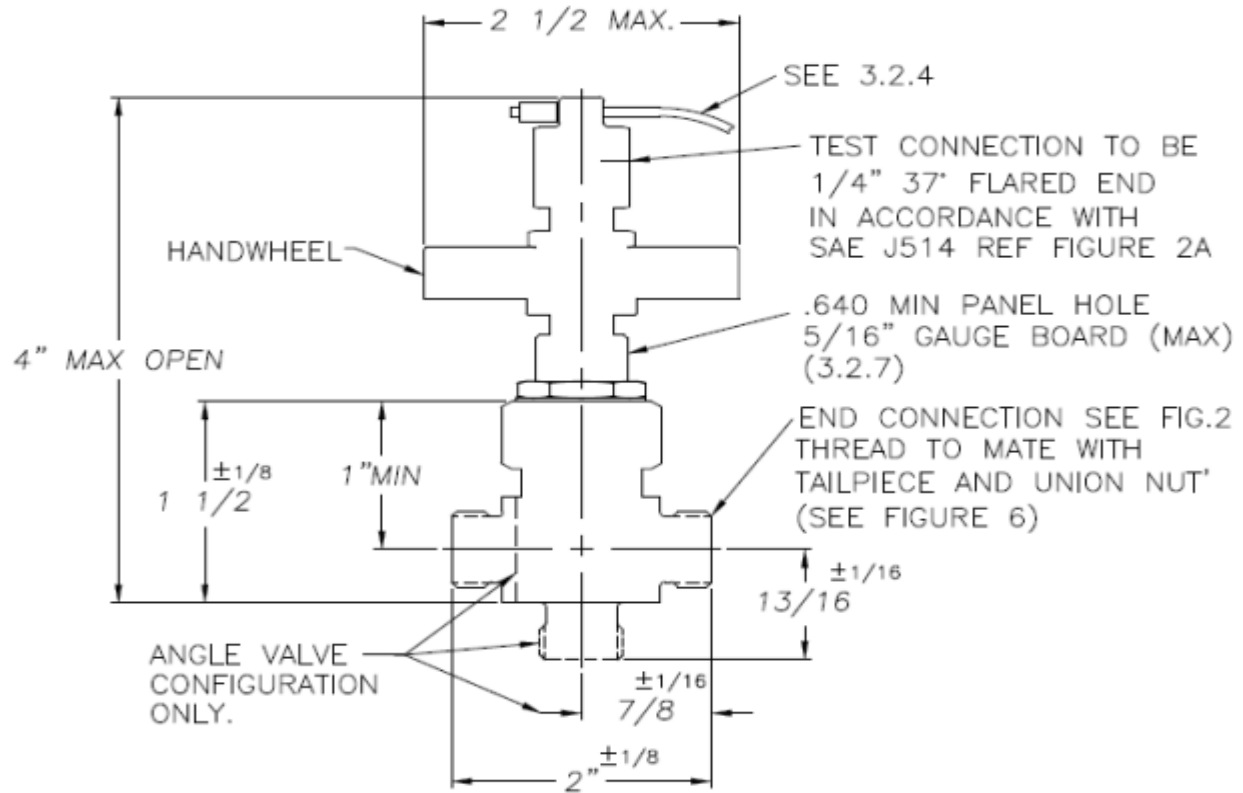 2 1/2 MAX.
SEE 3.2.4
TEST CONNECTION TO BE
1/4" 37° FLARED END
IN ACCORDANCE WITH
SAE J514 REF FIGURE 2A
HANDWHEEL
.640 MIN PANEL HOLE
5/16" GAUGE BOARD (MAX)
(3.2.7)
4" MAX OPEN
END CONNECTION SEE FIG.2
THREAD TO MATE WITH
TAILPIECE AND UNION NUT'
(SEE FIGURE 6)
±1/8
1 1/2
1"MIN
±1/16
13/16
ANGLE VALVE
CONFIGURATION
ONLY.
±1/16
7/8
±1/8
2"